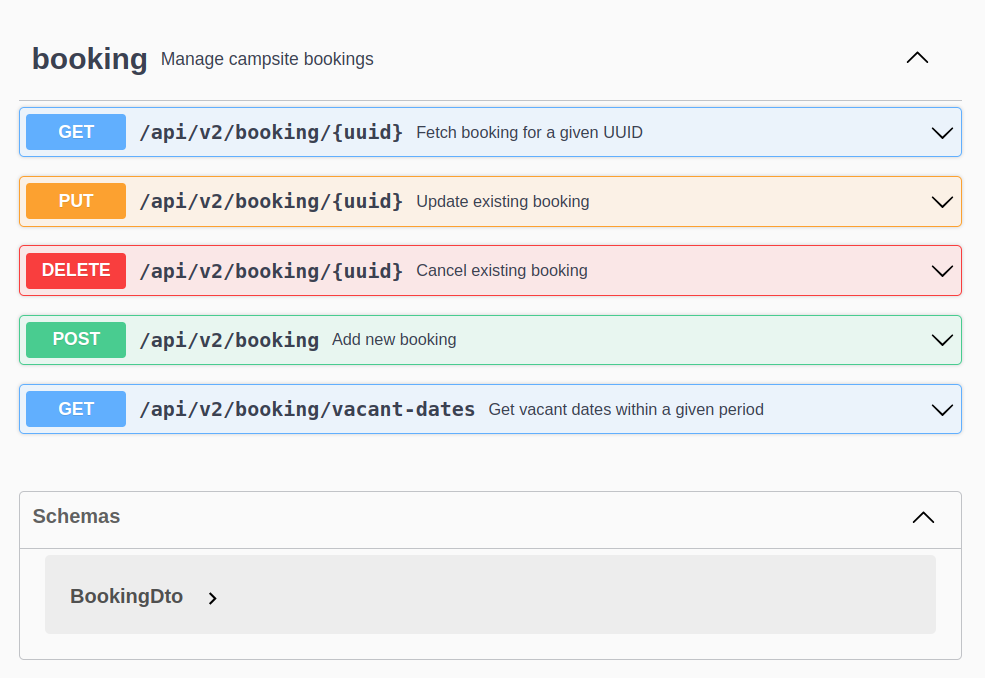 booking Manage campsite bookings
GET /api/v2/booking/{uuid} Fetch booking for a given UUID
PUT /api/v2/booking/{uuid} Update existing booking
DELETE /api/v2/booking/{uuid} Cancel existing booking
POST /api/v2/booking Add new booking
GET /api/v2/booking/vacant-dates Get vacant dates within a given period
Schemas
BookingDto